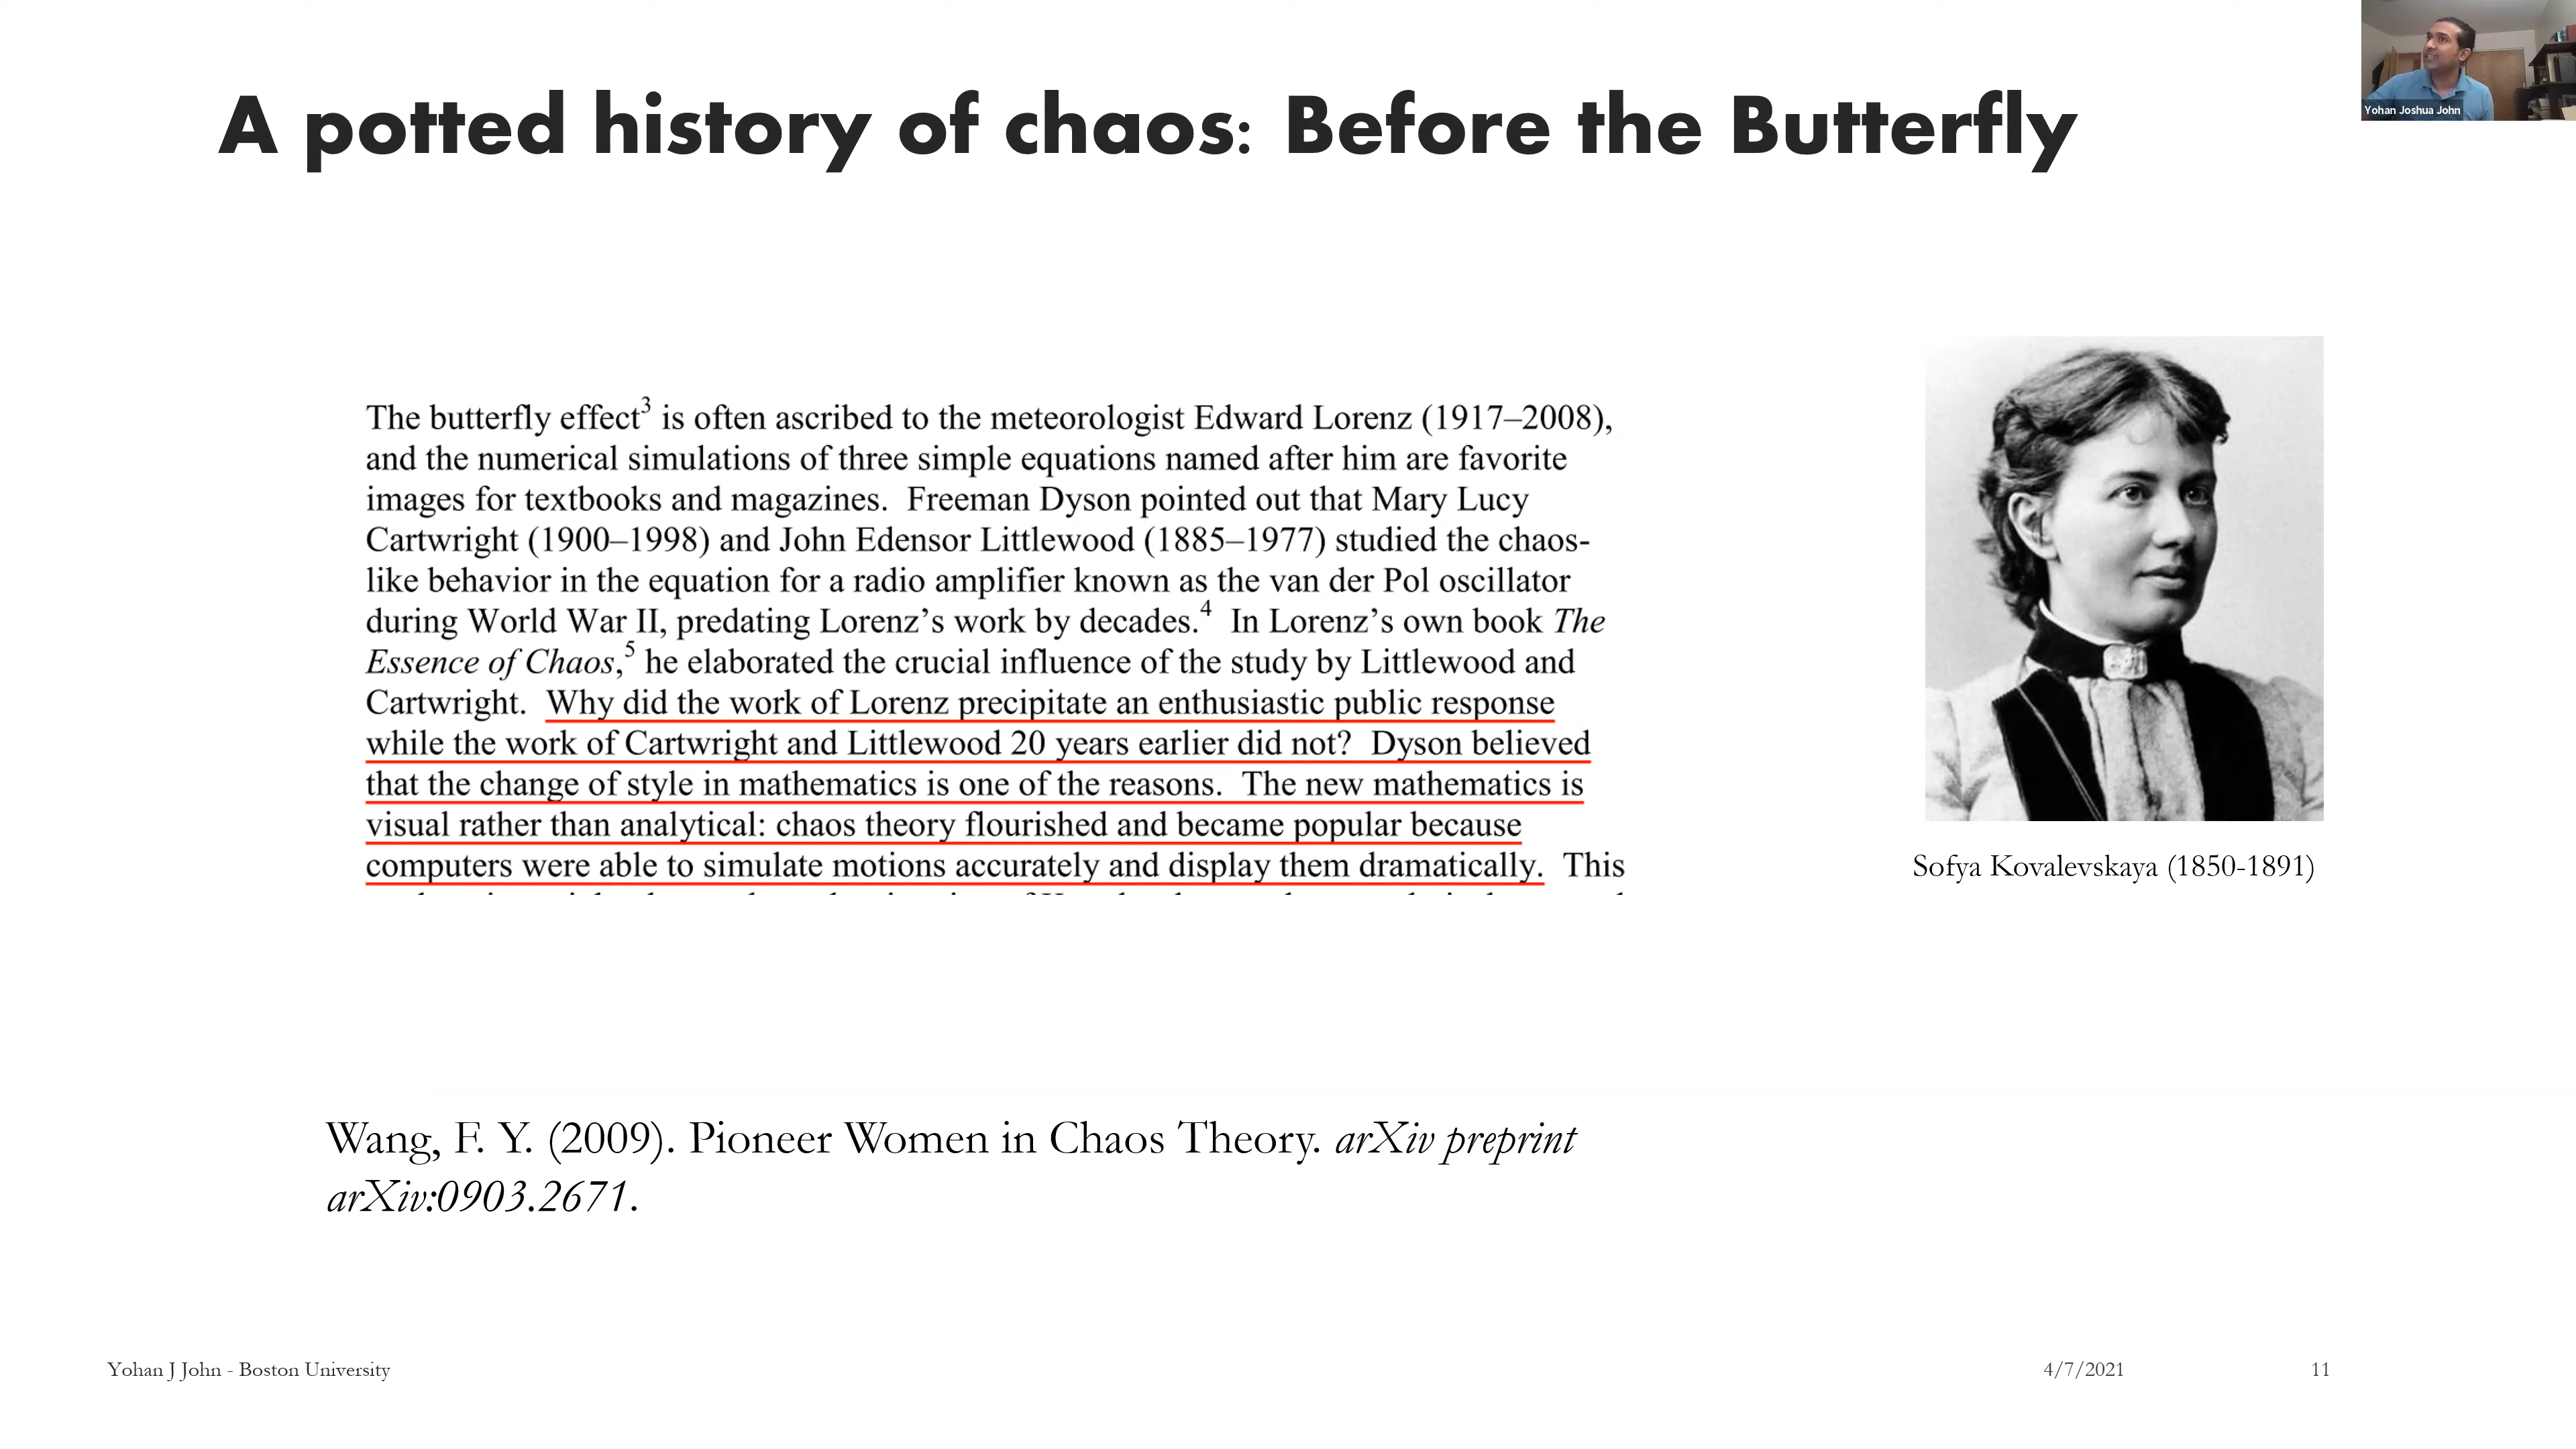 Yohan Joshua John
A potted history of chaos: Before the Butterfly
The butterfly effect3 is often ascribed to the meteorologist Edward Lorenz (1917–2008),
and the numerical simulations of three simple equations named after him are favorite
images for textbooks and magazines. Freeman Dyson pointed out that Mary Lucy
Cartwright (1900–1998) and John Edensor Littlewood (1885–1977) studied the chaos-
like behavior in the equation for a radio amplifier known as the van der Pol oscillator
during World War II, predating Lorenz's work by decades.4 In Lorenz's own book The
Essence of Chaos,5 he elaborated the crucial influence of the study by Littlewood and
Cartwright. Why did the work of Lorenz precipitate an enthusiastic public response
while the work of Cartwright and Littlewood 20 years earlier did not? Dyson believed
that the change of style in mathematics is one of the reasons. The new mathematics is
visual rather than analytical: chaos theory flourished and became popular because
computers were able to simulate motions accurately and display them dramatically. This
Sofya Kovalevskaya (1850-1891)
Wang, F. Y. (2009). Pioneer Women in Chaos Theory. arXiv preprint
arXiv:0903.2671.
Yohan J John - Boston University
4/7/2021
11